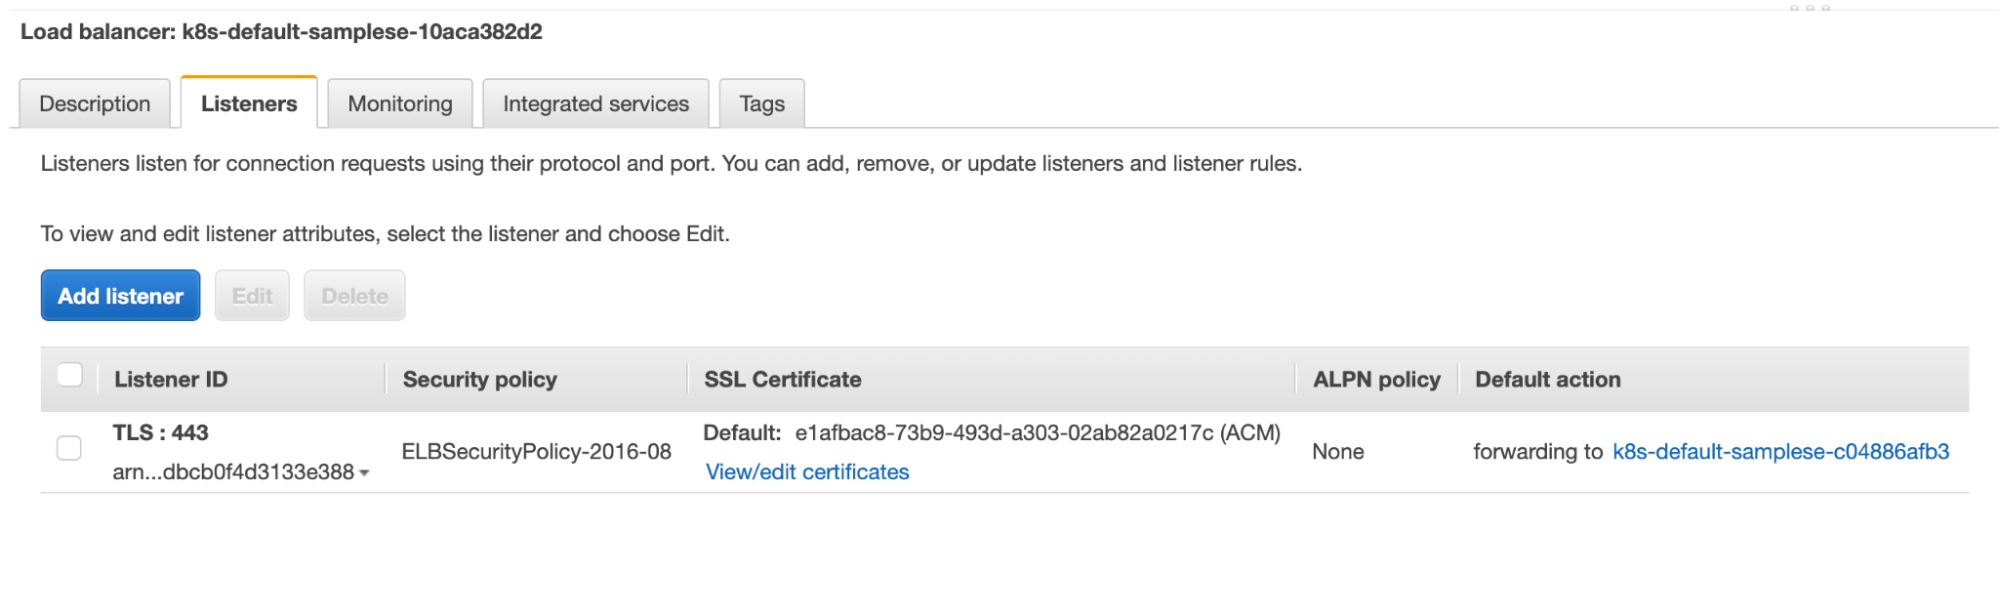 Load balancer: k8s-default-samplese-10aca382d2
Description Listeners Monitoring Integrated services Tags
Listeners listen for connection requests using their protocol and port. You can add, remove, or update listeners and listener rules.
To view and edit listener attributes, select the listener and choose Edit.
Add listener Edit Delete
Listener ID Security policy SSL Certificate ALPN policy Default action
TLS : 443 Default: e1afbac8-73b9-493d-a303-02ab82a0217c (ACM)
ELBSecurityPolicy-2016-08 None forwarding to k8s-default-samplese-c04886afb3
arn...dbcb0f4d3133e388 View/edit certificates